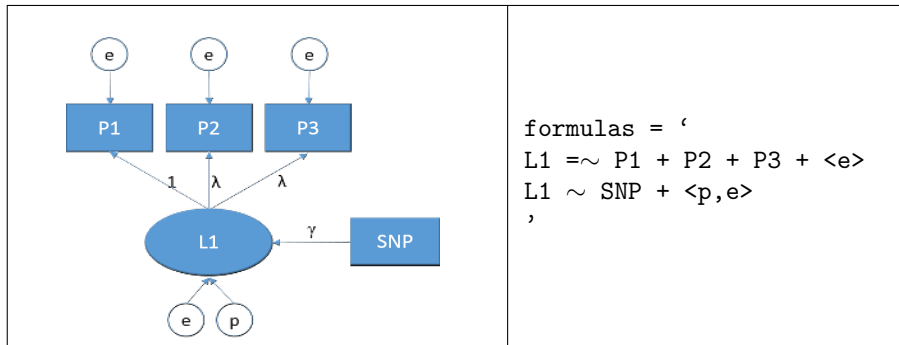 e e e
P1 P2 P3
1 λ λ
L1 γ SNP
e p
formulas = ‘
L1 =∼ P1 + P2 + P3 + <e>
L1 ∼ SNP + <p,e>
’